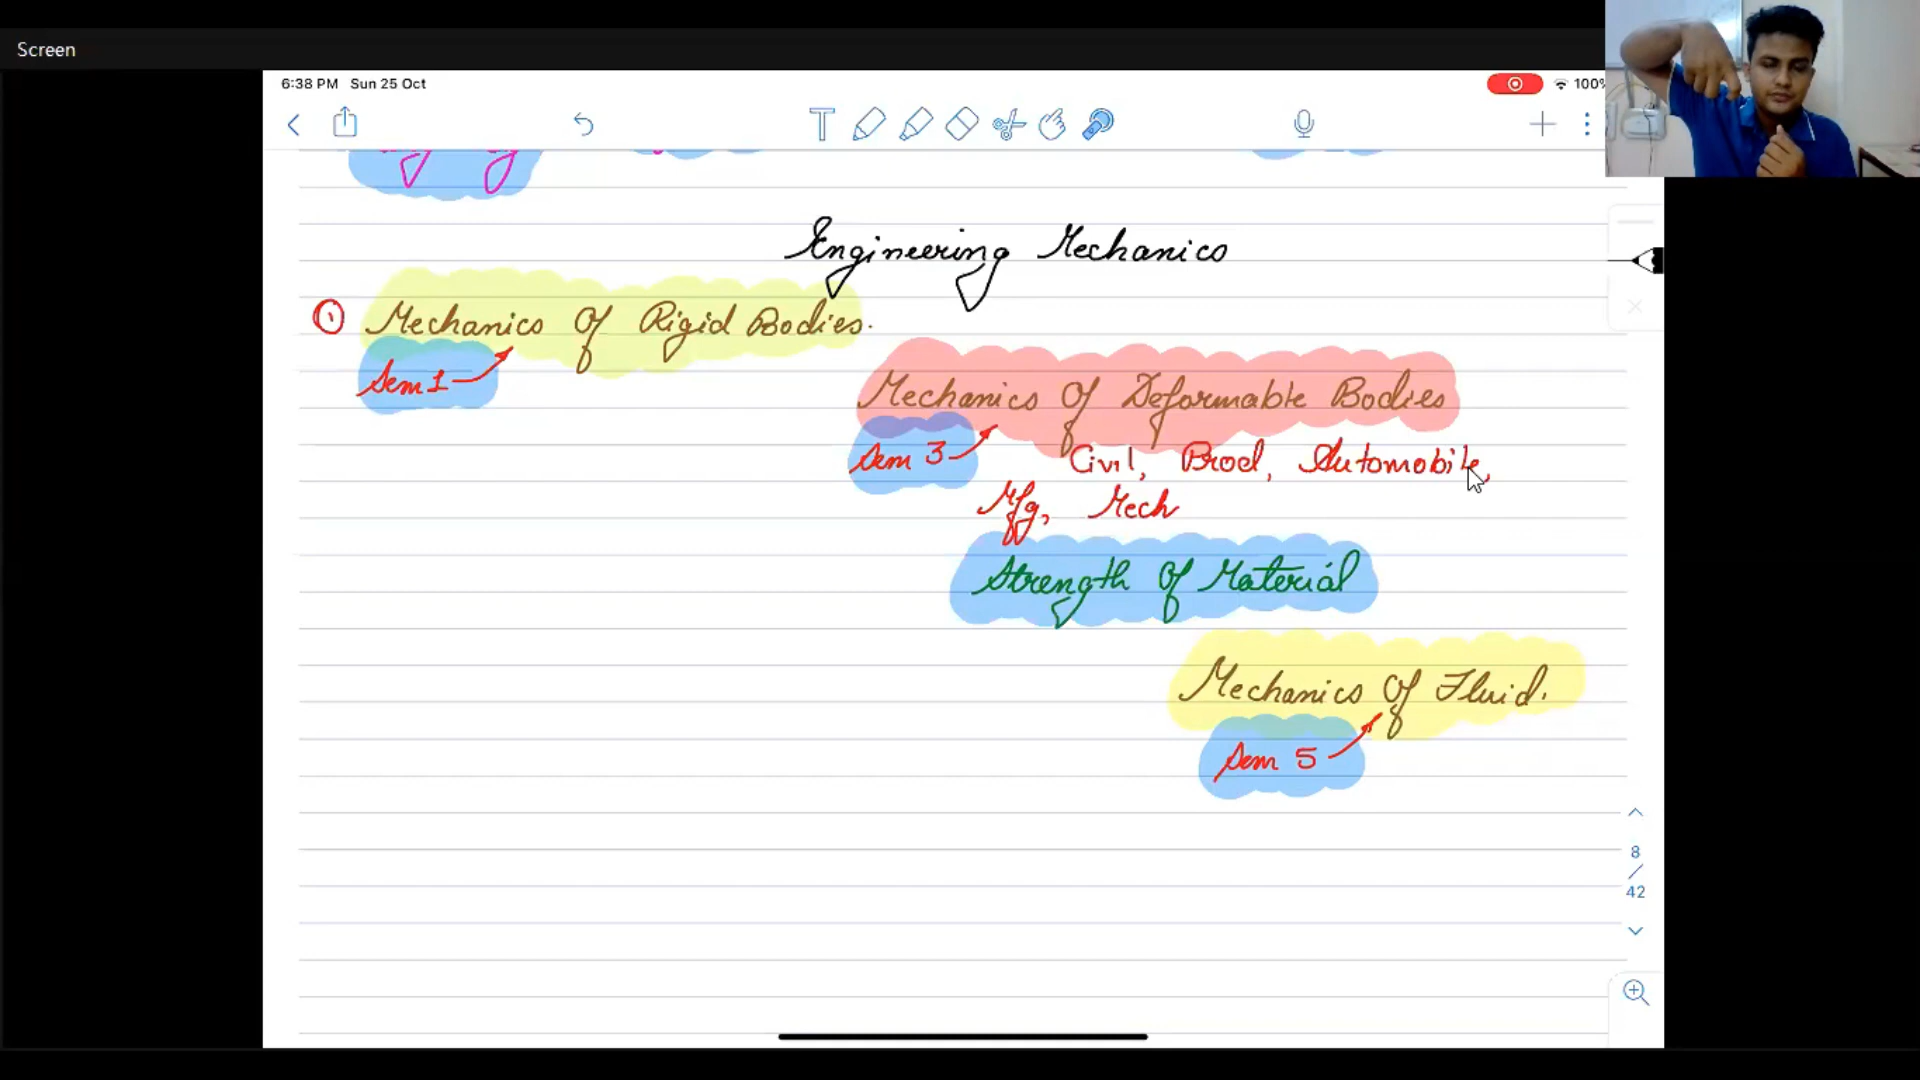 Screen
6:38 PM Sun 25 Oct
100%
Engineering Mechanics
① Mechanics Of Rigid Bodies.
Sem 1
Mechanics Of Deformable Bodies
Sem 3
Civil, Prod, Automobile,
Mfg, Mech
Strength Of Material
Mechanics Of Fluid.
Sem 5
8
/
42